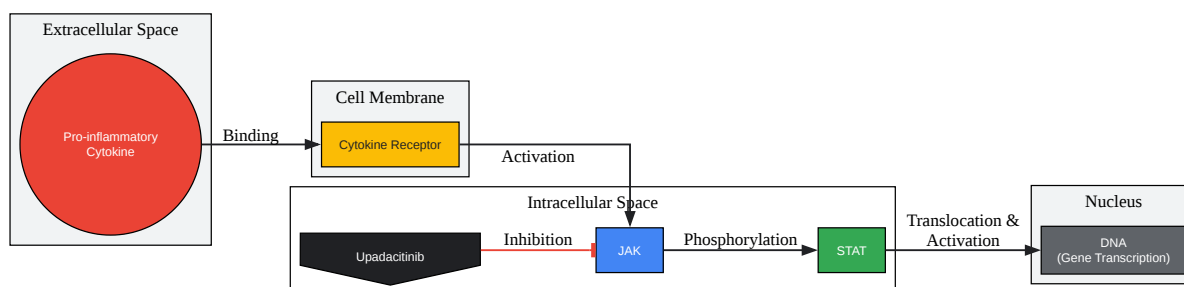 Extracellular Space
Pro-inflammatory
Cytokine
Binding
Cell Membrane
Cytokine Receptor
Activation
Intracellular Space
Upadacitinib
Inhibition
JAK
Phosphorylation
STAT
Translocation &
Activation
Nucleus
DNA
(Gene Transcription)